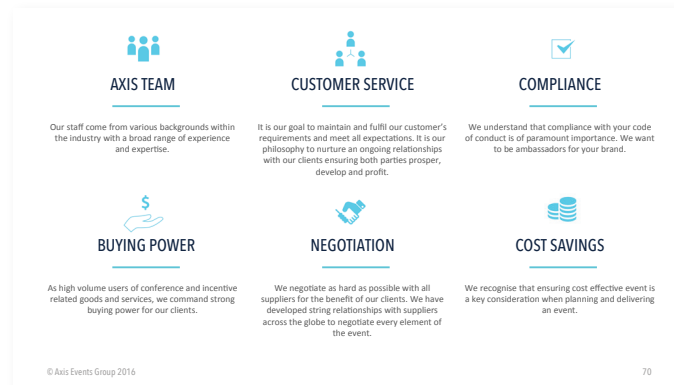 AXIS TEAM
Our staff come from various backgrounds within
the industry with a broad range of experience
and expertise.
CUSTOMER SERVICE
It is our goal to maintain and fulfil our customer's
requirements and meet all expectations. It is our
philosophy to nurture an ongoing relationships
with our clients ensuring both parties prosper,
develop and profit.
COMPLIANCE
We understand that compliance with your code
of conduct is of paramount importance. We want
to be ambassadors for your brand.
$
BUYING POWER
As high volume users of conference and incentive
related goods and services, we command strong
buying power for our clients.
NEGOTIATION
We negotiate as hard as possible with all
suppliers for the benefit of our clients. We have
developed string relationships with suppliers
across the globe to negotiate every element of
the event.
COST SAVINGS
We recognise that ensuring cost effective event is
a key consideration when planning and delivering
an event.
© Axis Events Group 2016
70